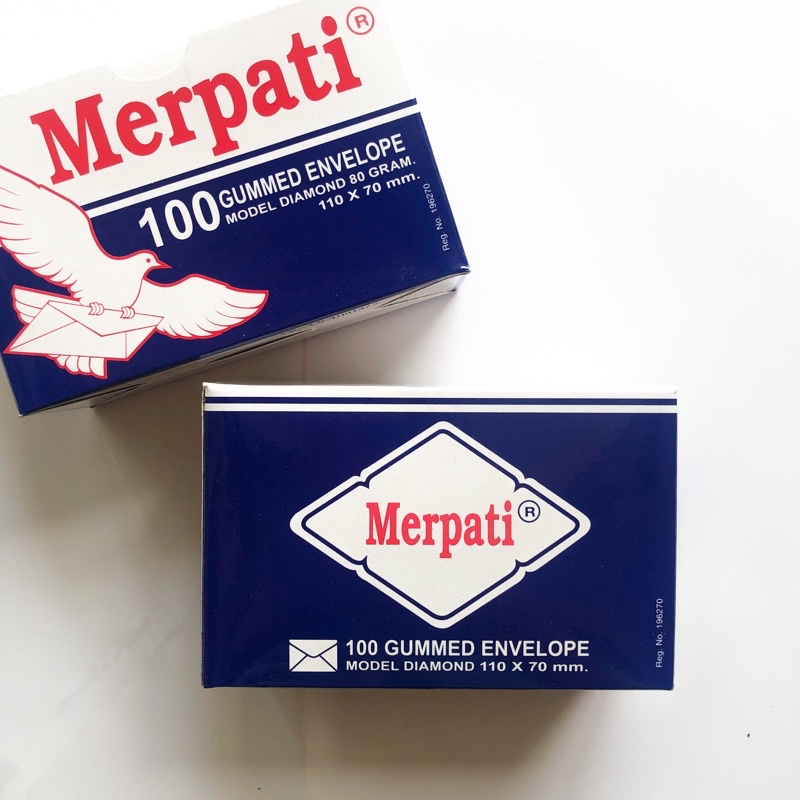 Merpati®
100 GUMMED ENVELOPE
MODEL DIAMOND 80 GRAM.
110 X 70 mm.
Reg. No. 196270
Merpati®
100 GUMMED ENVELOPE
MODEL DIAMOND 110 X 70 mm.
Reg. No. 196270